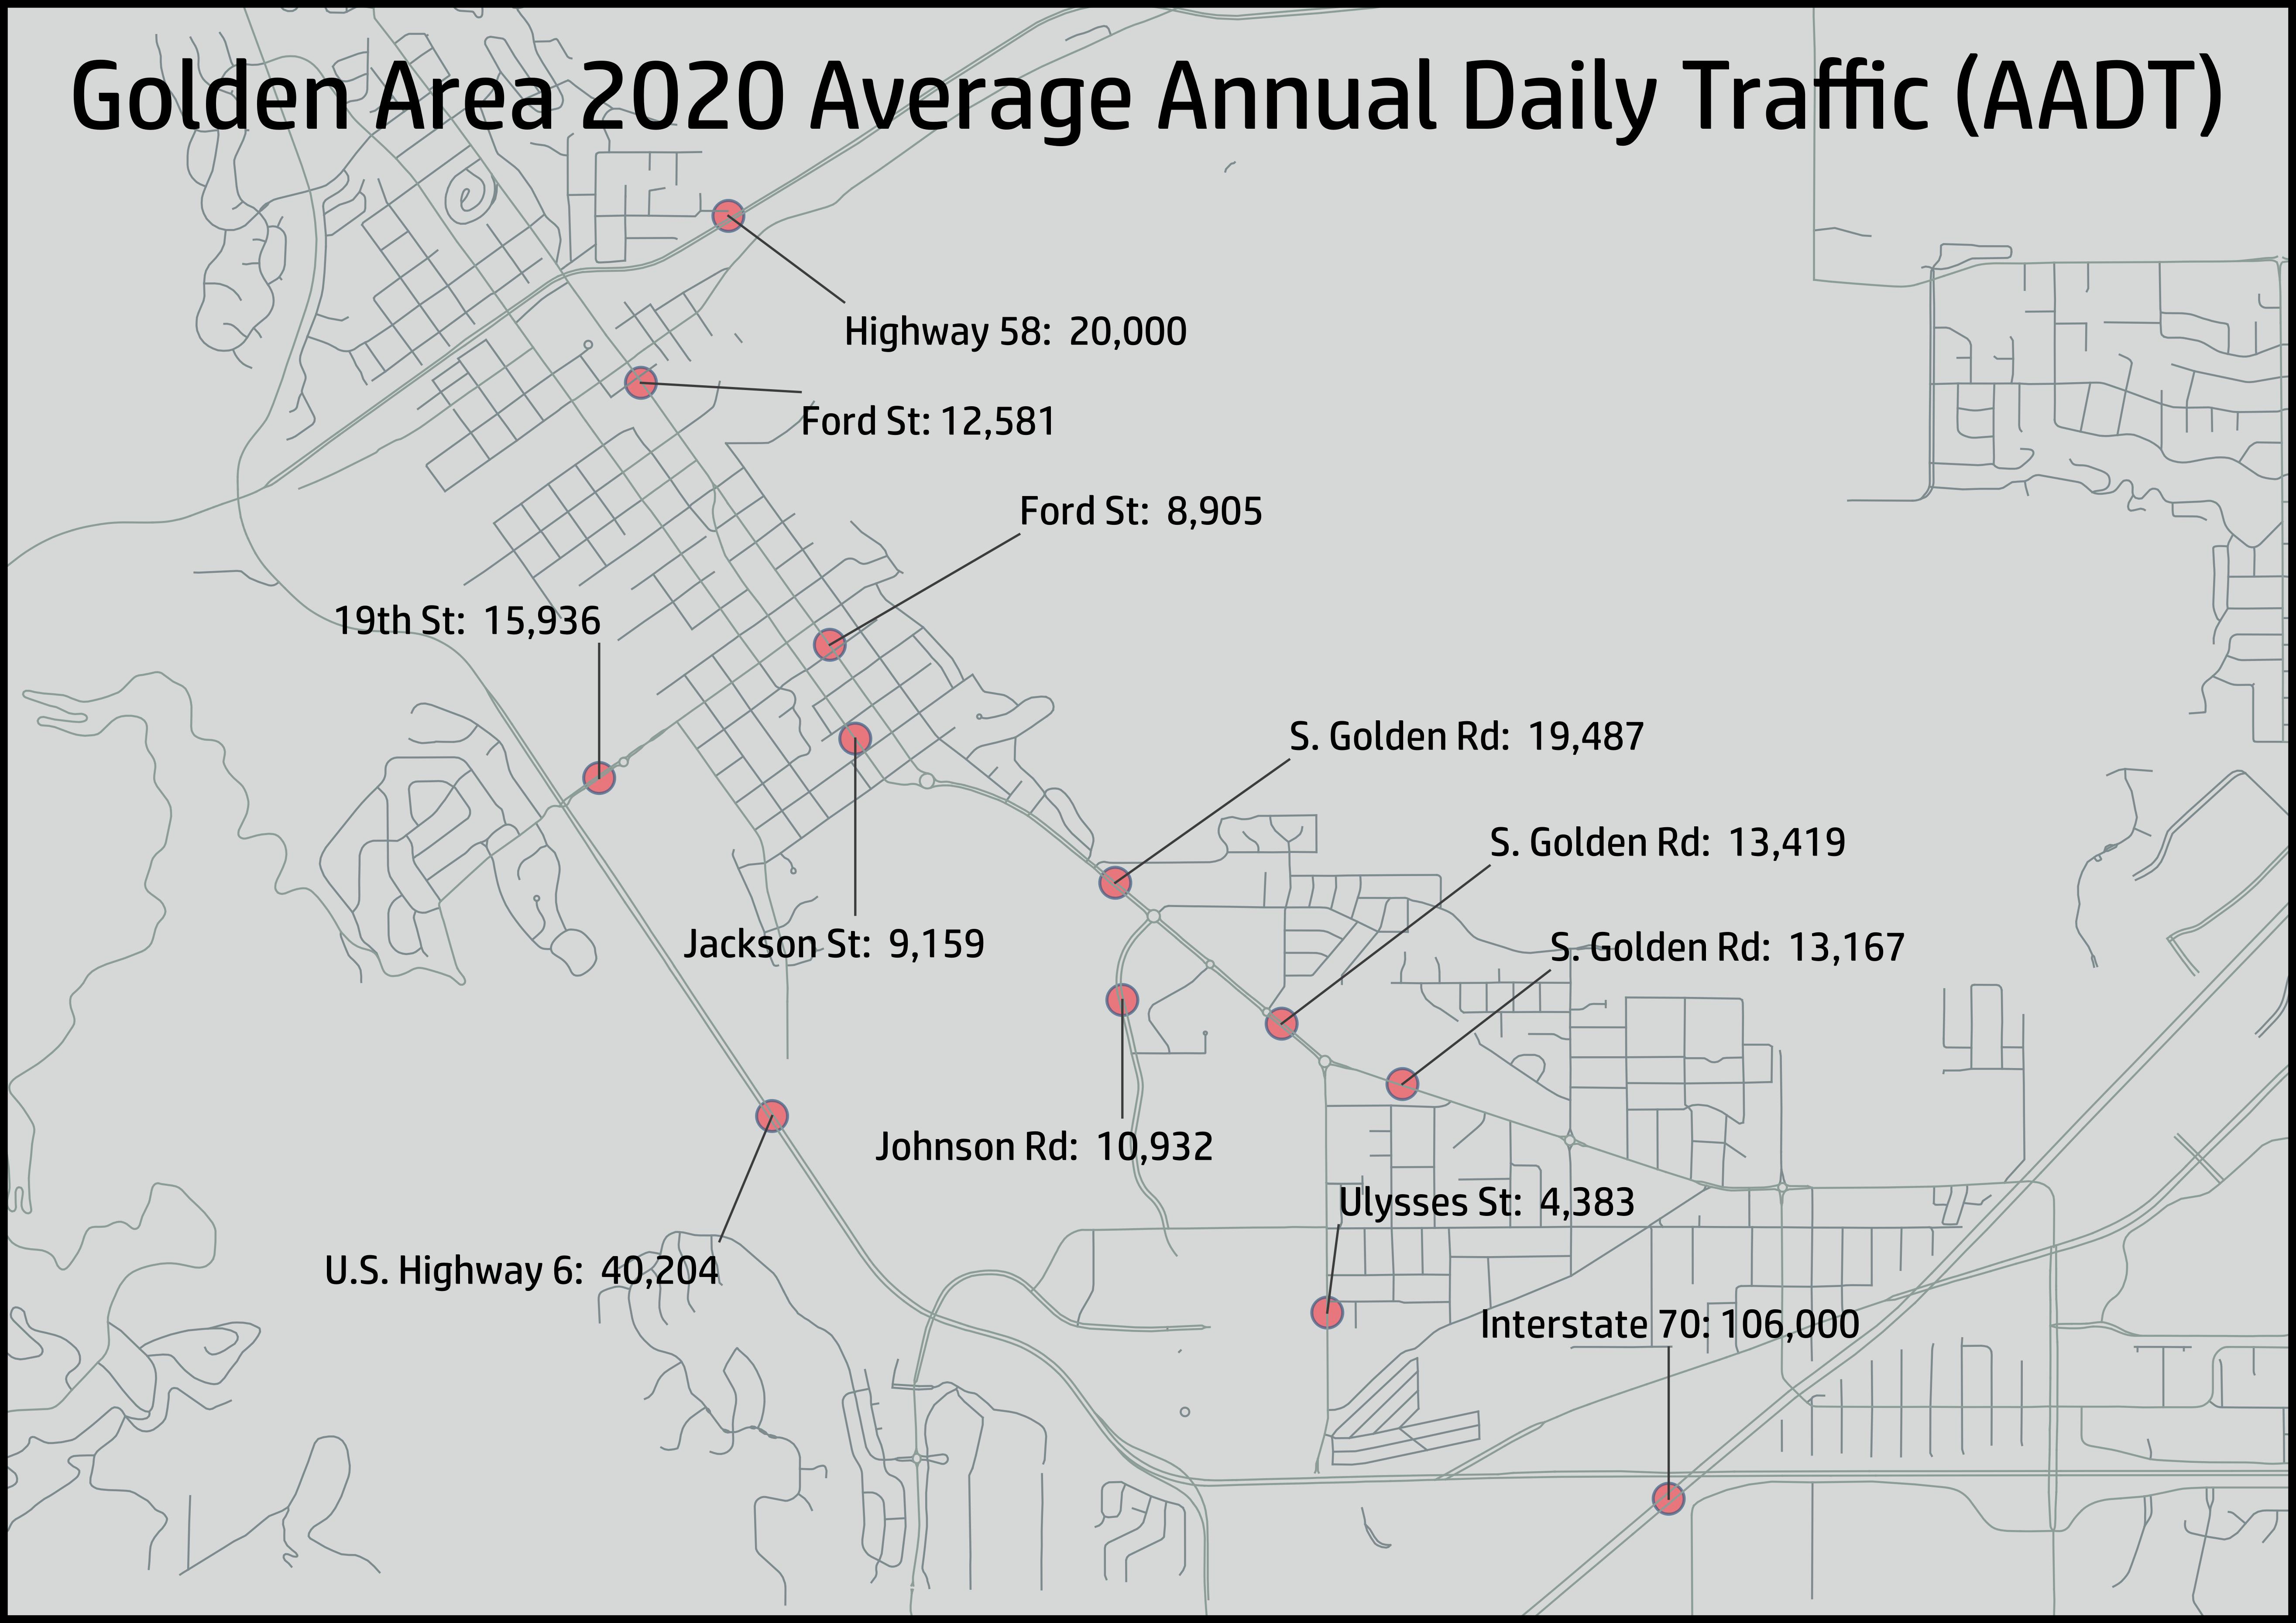 Golden Area 2020 Average Annual Daily Traffic (AADT)
Highway 58: 20,000
Ford St: 12,581
Ford St: 8,905
19th St: 15,936
S. Golden Rd: 19,487
S. Golden Rd: 13,419
Jackson St: 9,159
S. Golden Rd: 13,167
Johnson Rd: 10,932
Ulysses St: 4,383
U.S. Highway 6: 40,204
Interstate 70: 106,000